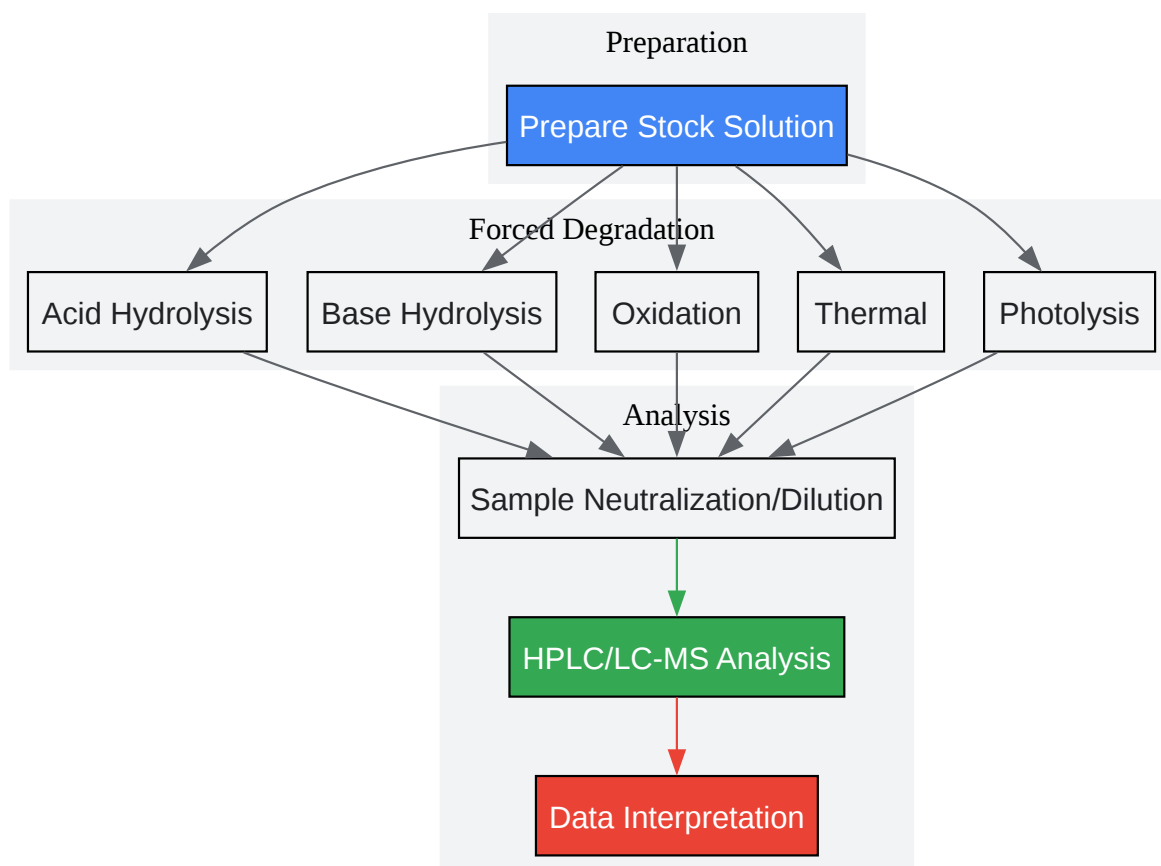 Preparation
Prepare Stock Solution
Forced Degradation
Acid Hydrolysis
Base Hydrolysis
Oxidation
Thermal
Photolysis
Analysis
Sample Neutralization/Dilution
HPLC/LC-MS Analysis
Data Interpretation